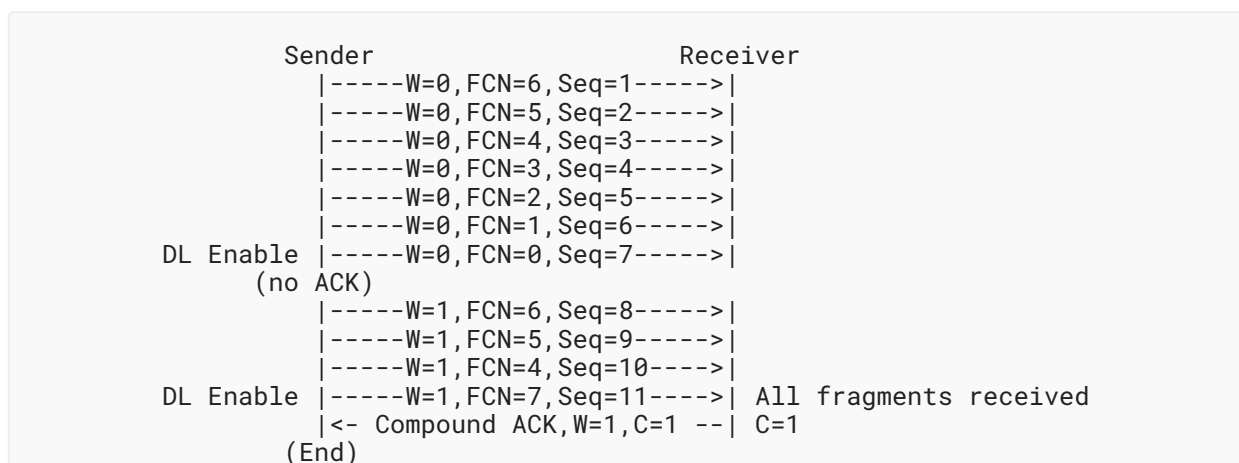 Sender                    Receiver
|-----W=0,FCN=6,Seq=1----->|
|-----W=0,FCN=5,Seq=2----->|
|-----W=0,FCN=4,Seq=3----->|
|-----W=0,FCN=3,Seq=4----->|
|-----W=0,FCN=2,Seq=5----->|
|-----W=0,FCN=1,Seq=6----->|
DL Enable |-----W=0,FCN=0,Seq=7----->|
(no ACK)
|-----W=1,FCN=6,Seq=8----->|
|-----W=1,FCN=5,Seq=9----->|
|-----W=1,FCN=4,Seq=10---->|
DL Enable |-----W=1,FCN=7,Seq=11---->| All fragments received
|<- Compound ACK,W=1,C=1 --| C=1
(End)